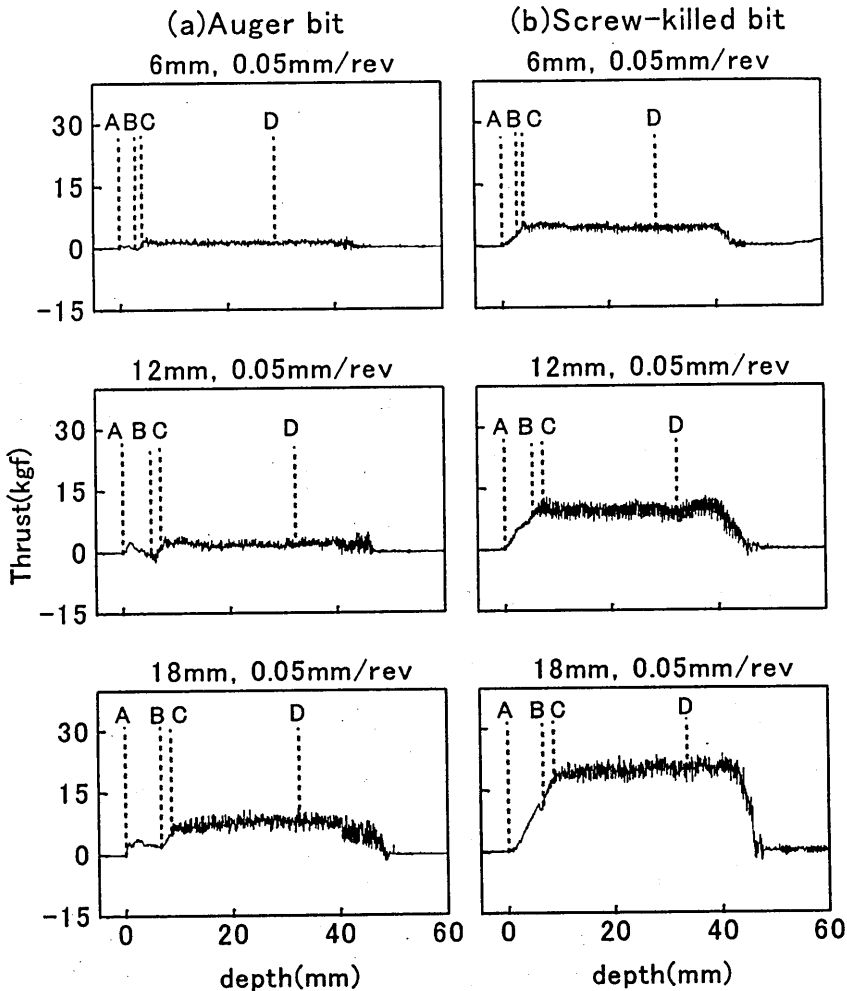 (a)Auger bit
(b)Screw-killed bit
6mm, 0.05mm/rev
6mm, 0.05mm/rev
A B C D
A B C D
30
15
0
-15
12mm, 0.05mm/rev
12mm, 0.05mm/rev
A B C D
A B C D
30
15
0
-15
Thrust(kgf)
18mm, 0.05mm/rev
18mm, 0.05mm/rev
A B C D
A B C D
30
15
0
-15
0 20 40 60
0 20 40 60
depth(mm)
depth(mm)